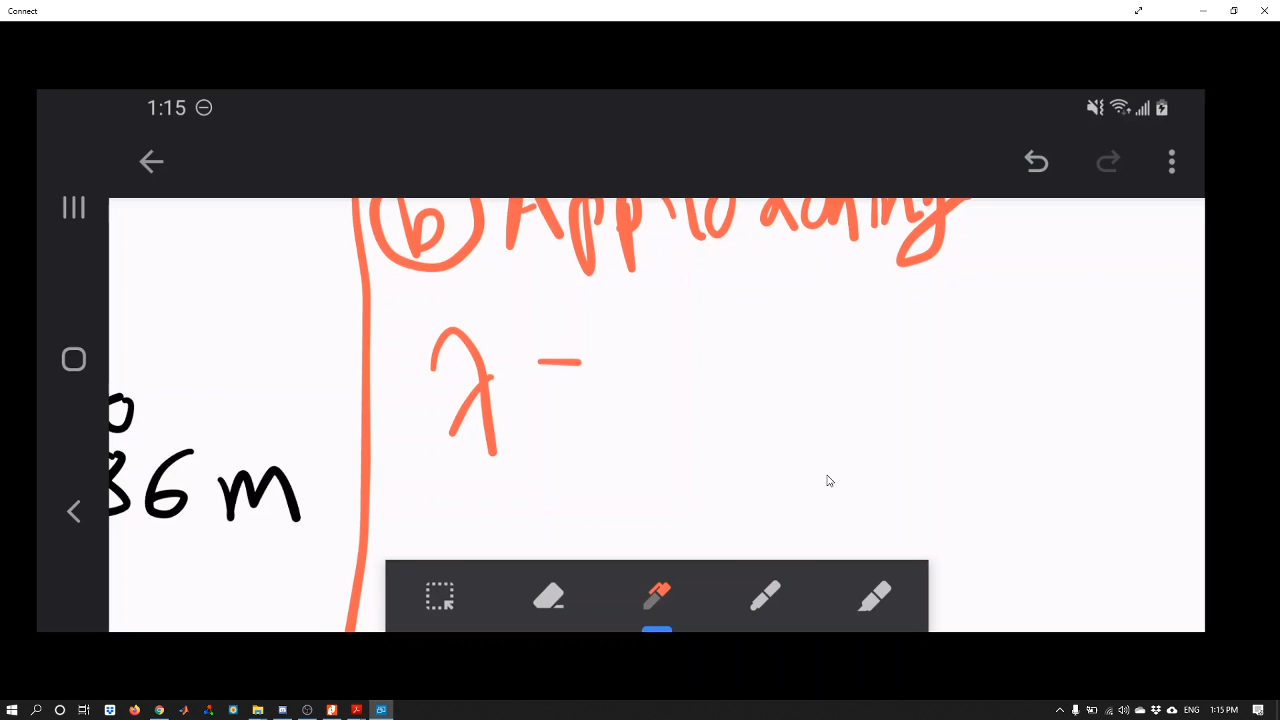 Connect
1:15
(b) Approaching
λ -
36 m
ENG 1:15 PM